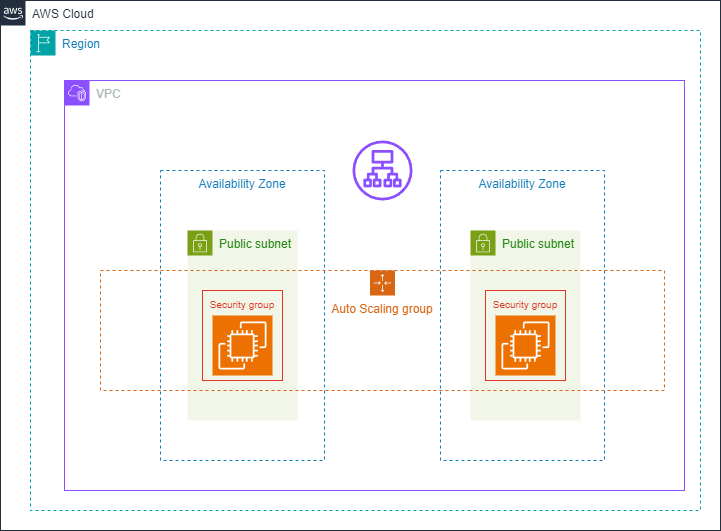 aws
AWS Cloud
Region
VPC
Availability Zone
Availability Zone
Public subnet
Public subnet
Auto Scaling group
Security group
Security group